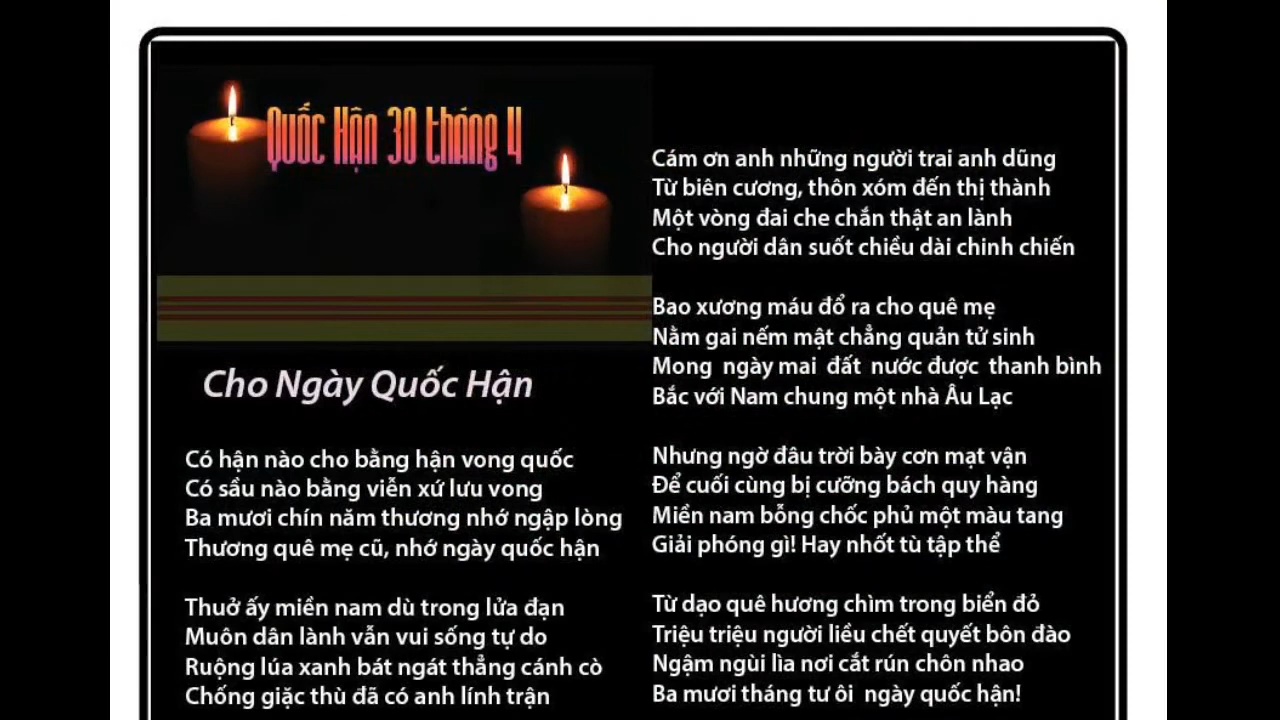 Quốc Hận 30 tháng 4
Cho Ngày Quốc Hận
Có hận nào cho bằng hận vong quốc
Có sầu nào bằng viễn xứ lưu vong
Ba mươi chín năm thương nhớ ngập lòng
Thương quê mẹ cũ, nhớ ngày quốc hận
Thuở ấy miền nam dù trong lửa đạn
Muôn dân lành vẫn vui sống tự do
Ruộng lúa xanh bát ngát thẳng cánh cò
Chống giặc thù đã có anh lính trận
Cám ơn anh những người trai anh dũng
Từ biên cương, thôn xóm đến thị thành
Một vòng đai che chắn thật an lành
Cho người dân suốt chiều dài chinh chiến
Bao xương máu đổ ra cho quê mẹ
Nằm gai nếm mật chẳng quản tử sinh
Mong ngày mai đất nước được thanh bình
Bắc với Nam chung một nhà Âu Lạc
Nhưng ngờ đâu trời bày cơn mạt vận
Để cuối cùng bị cưỡng bách quy hàng
Miền nam bỗng chốc phủ một màu tang
Giải phóng gì! Hay nhốt tù tập thể
Từ dạo quê hương chìm trong biển đỏ
Triệu triệu người liều chết quyết bôn đào
Ngậm ngùi lìa nơi cắt rún chôn nhao
Ba mươi tháng tư ôi ngày quốc hận!